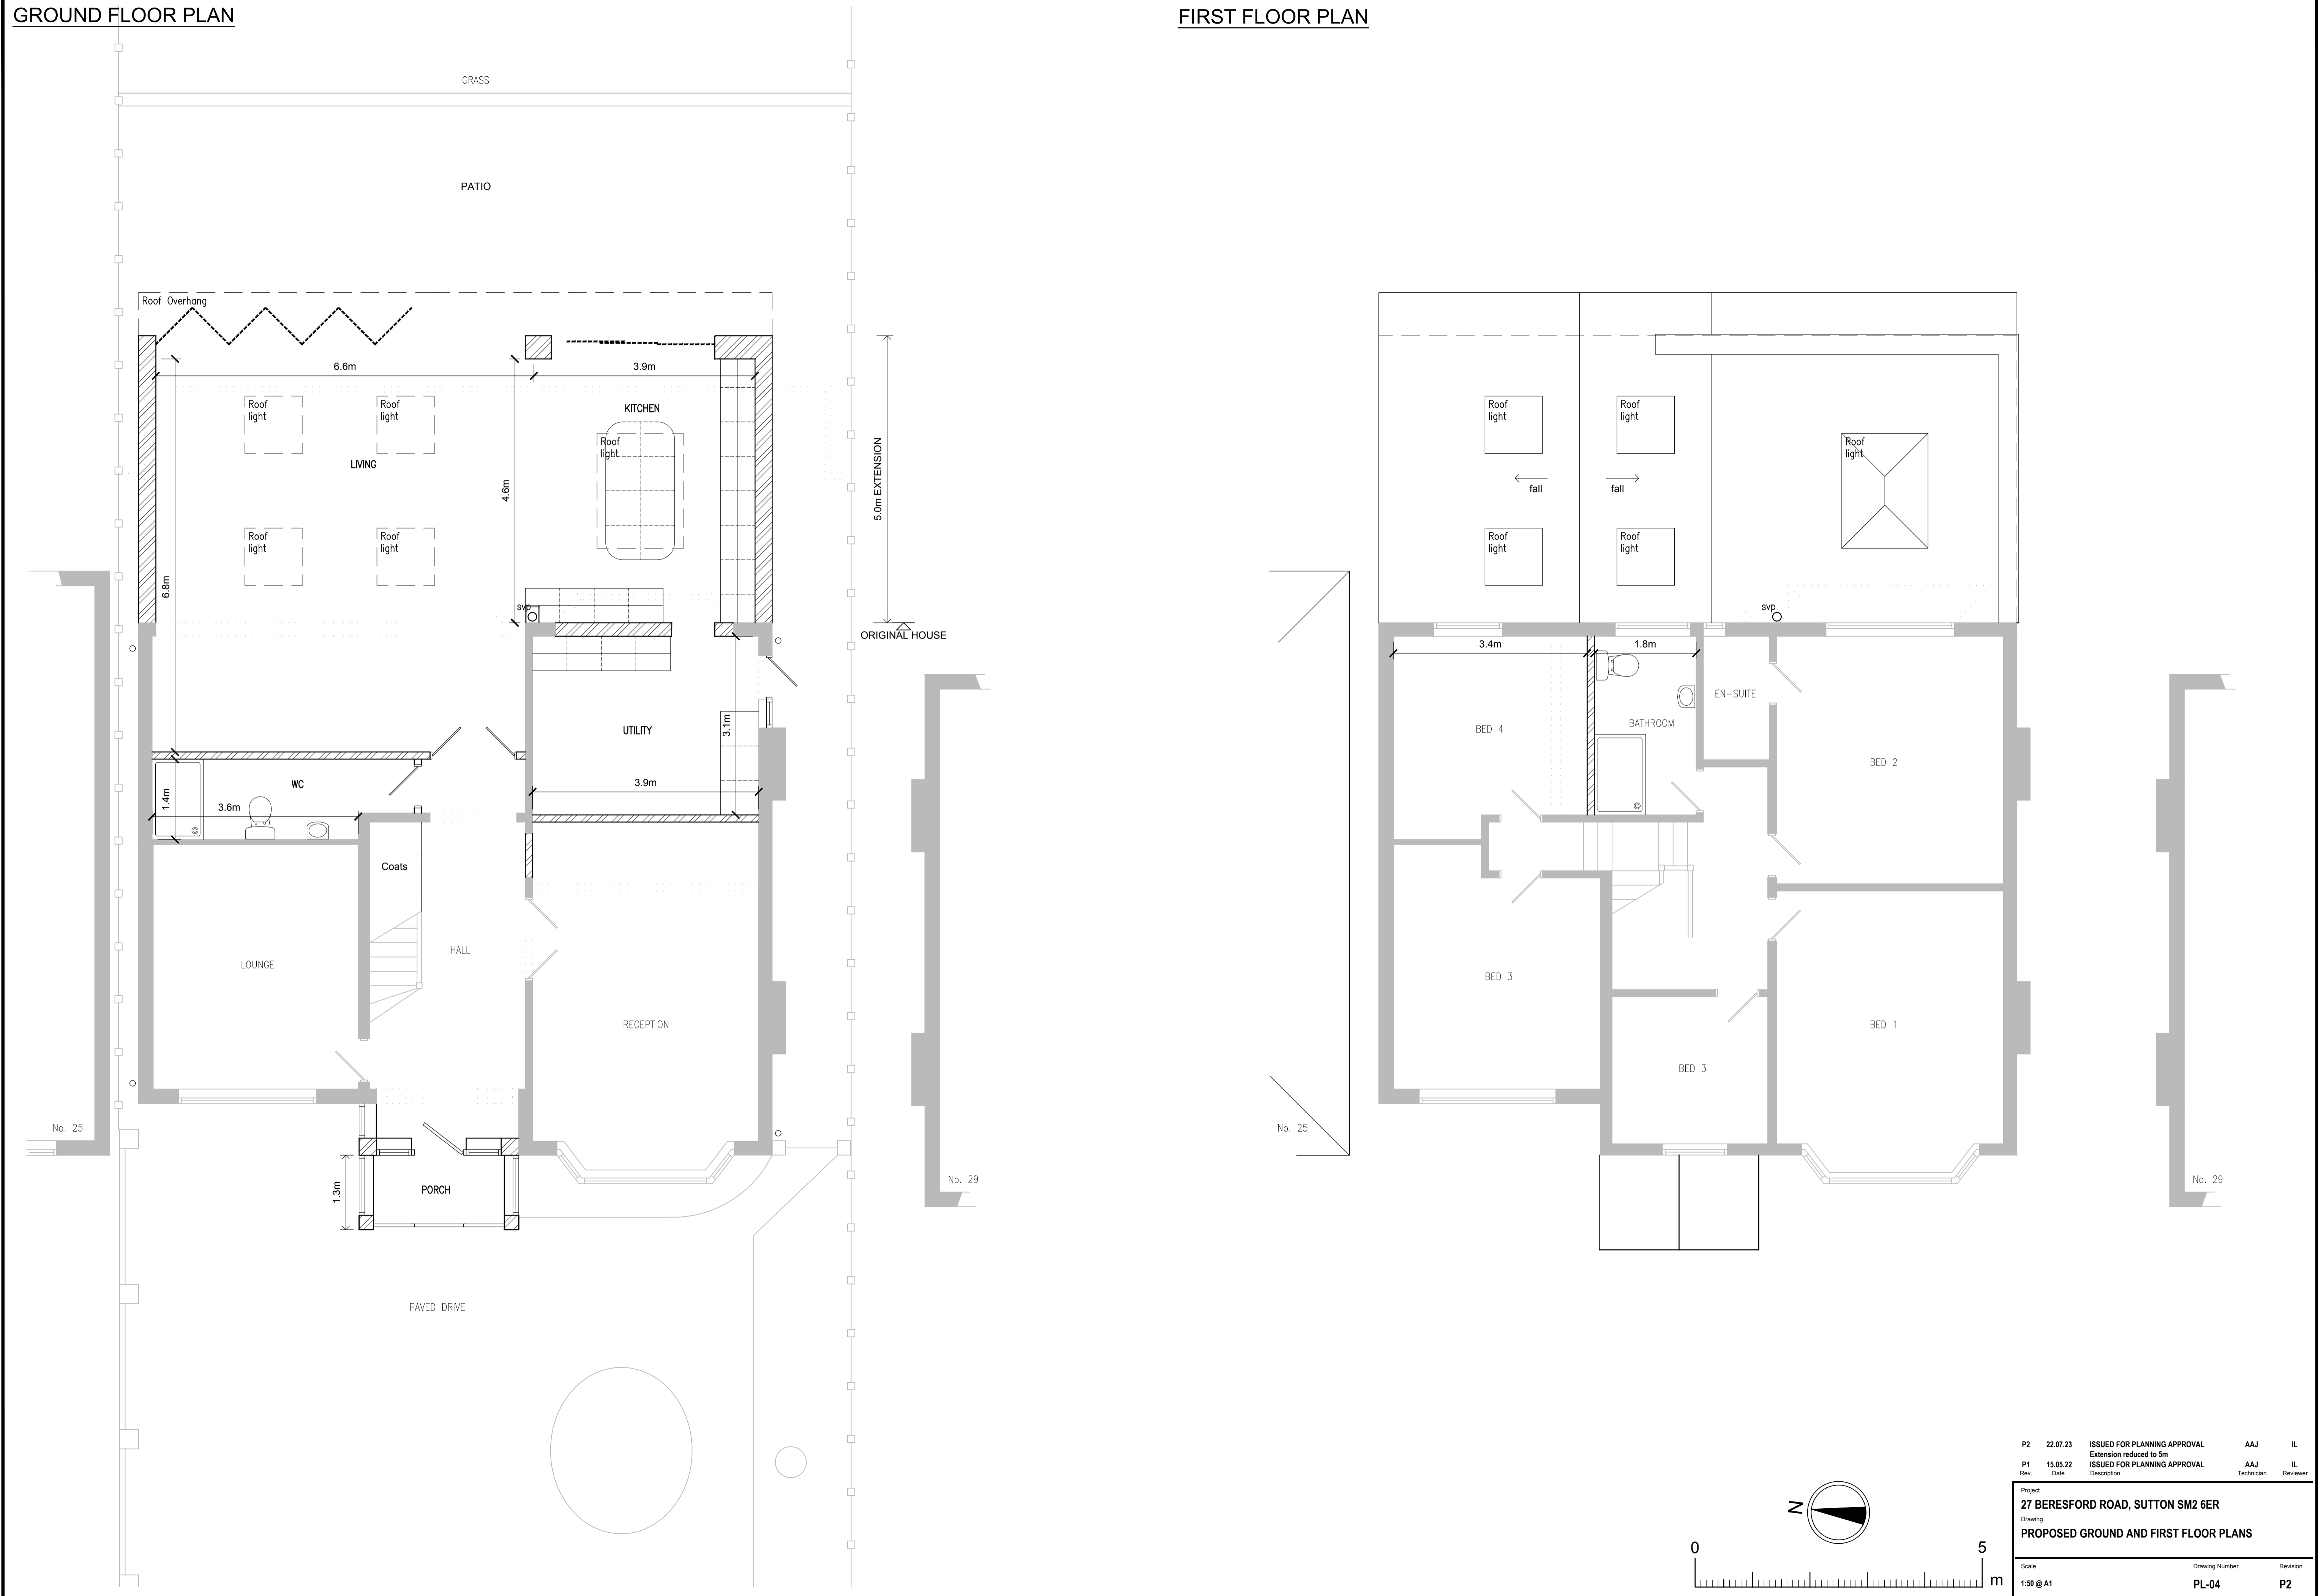 GROUND FLOOR PLAN
FIRST FLOOR PLAN
GRASS
PATIO
Roof Overhang
6.6m
3.9m
Roof
light
Roof
light
KITCHEN
Roof
light
LIVING
4.6m
5.0m EXTENSION
Roof
light
Roof
light
6.8m
svp
ORIGINAL HOUSE
UTILITY
3.1m
3.9m
WC
1.4m
3.6m
Coats
HALL
LOUNGE
RECEPTION
No. 25
PORCH
1.3m
No. 29
PAVED DRIVE
Roof
light
Roof
light
Roof
light
fall
fall
Roof
light
Roof
light
svp
3.4m
1.8m
EN-SUITE
BATHROOM
BED 4
BED 2
BED 3
BED 1
BED 3
No. 25
No. 29
N
0
5
m
P2 22.07.23 ISSUED FOR PLANNING APPROVAL AAJ IL
Extension reduced to 5m
P1 15.05.22 ISSUED FOR PLANNING APPROVAL AAJ IL
Rev. Date Description Technician Reviewer
Project
27 BERESFORD ROAD, SUTTON SM2 6ER
Drawing
PROPOSED GROUND AND FIRST FLOOR PLANS
Scale Drawing Number Revision
1:50 @ A1 PL-04 P2